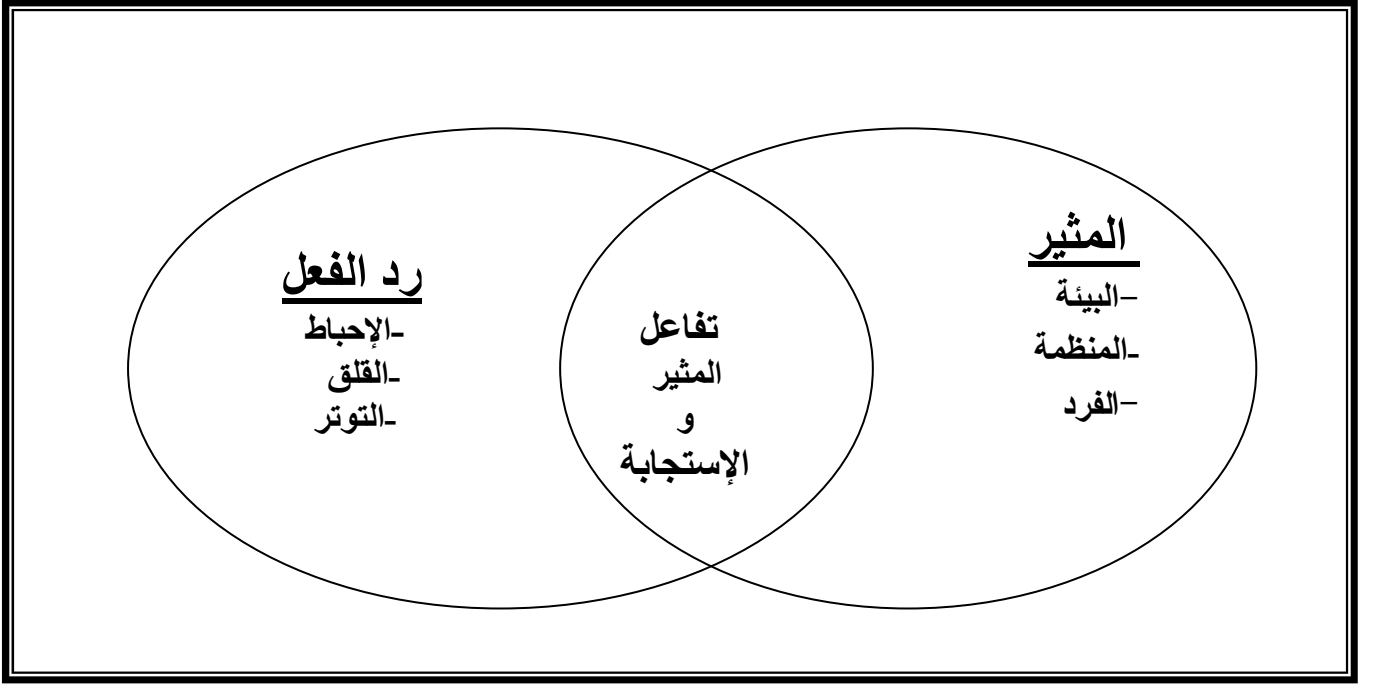 المثير
-البيئة
-المنظمة
-الفرد
تفاعل
المثير
و
الإستجابة
رد الفعل
-الإحباط
-القلق
-التوتر